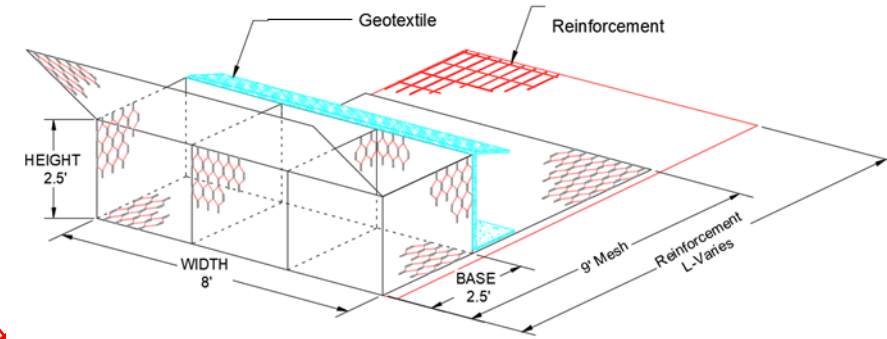 Geotextile
Reinforcement
HEIGHT
2.5'
WIDTH
8'
BASE
2.5'
9' Mesh
Reinforcement
L-Varies